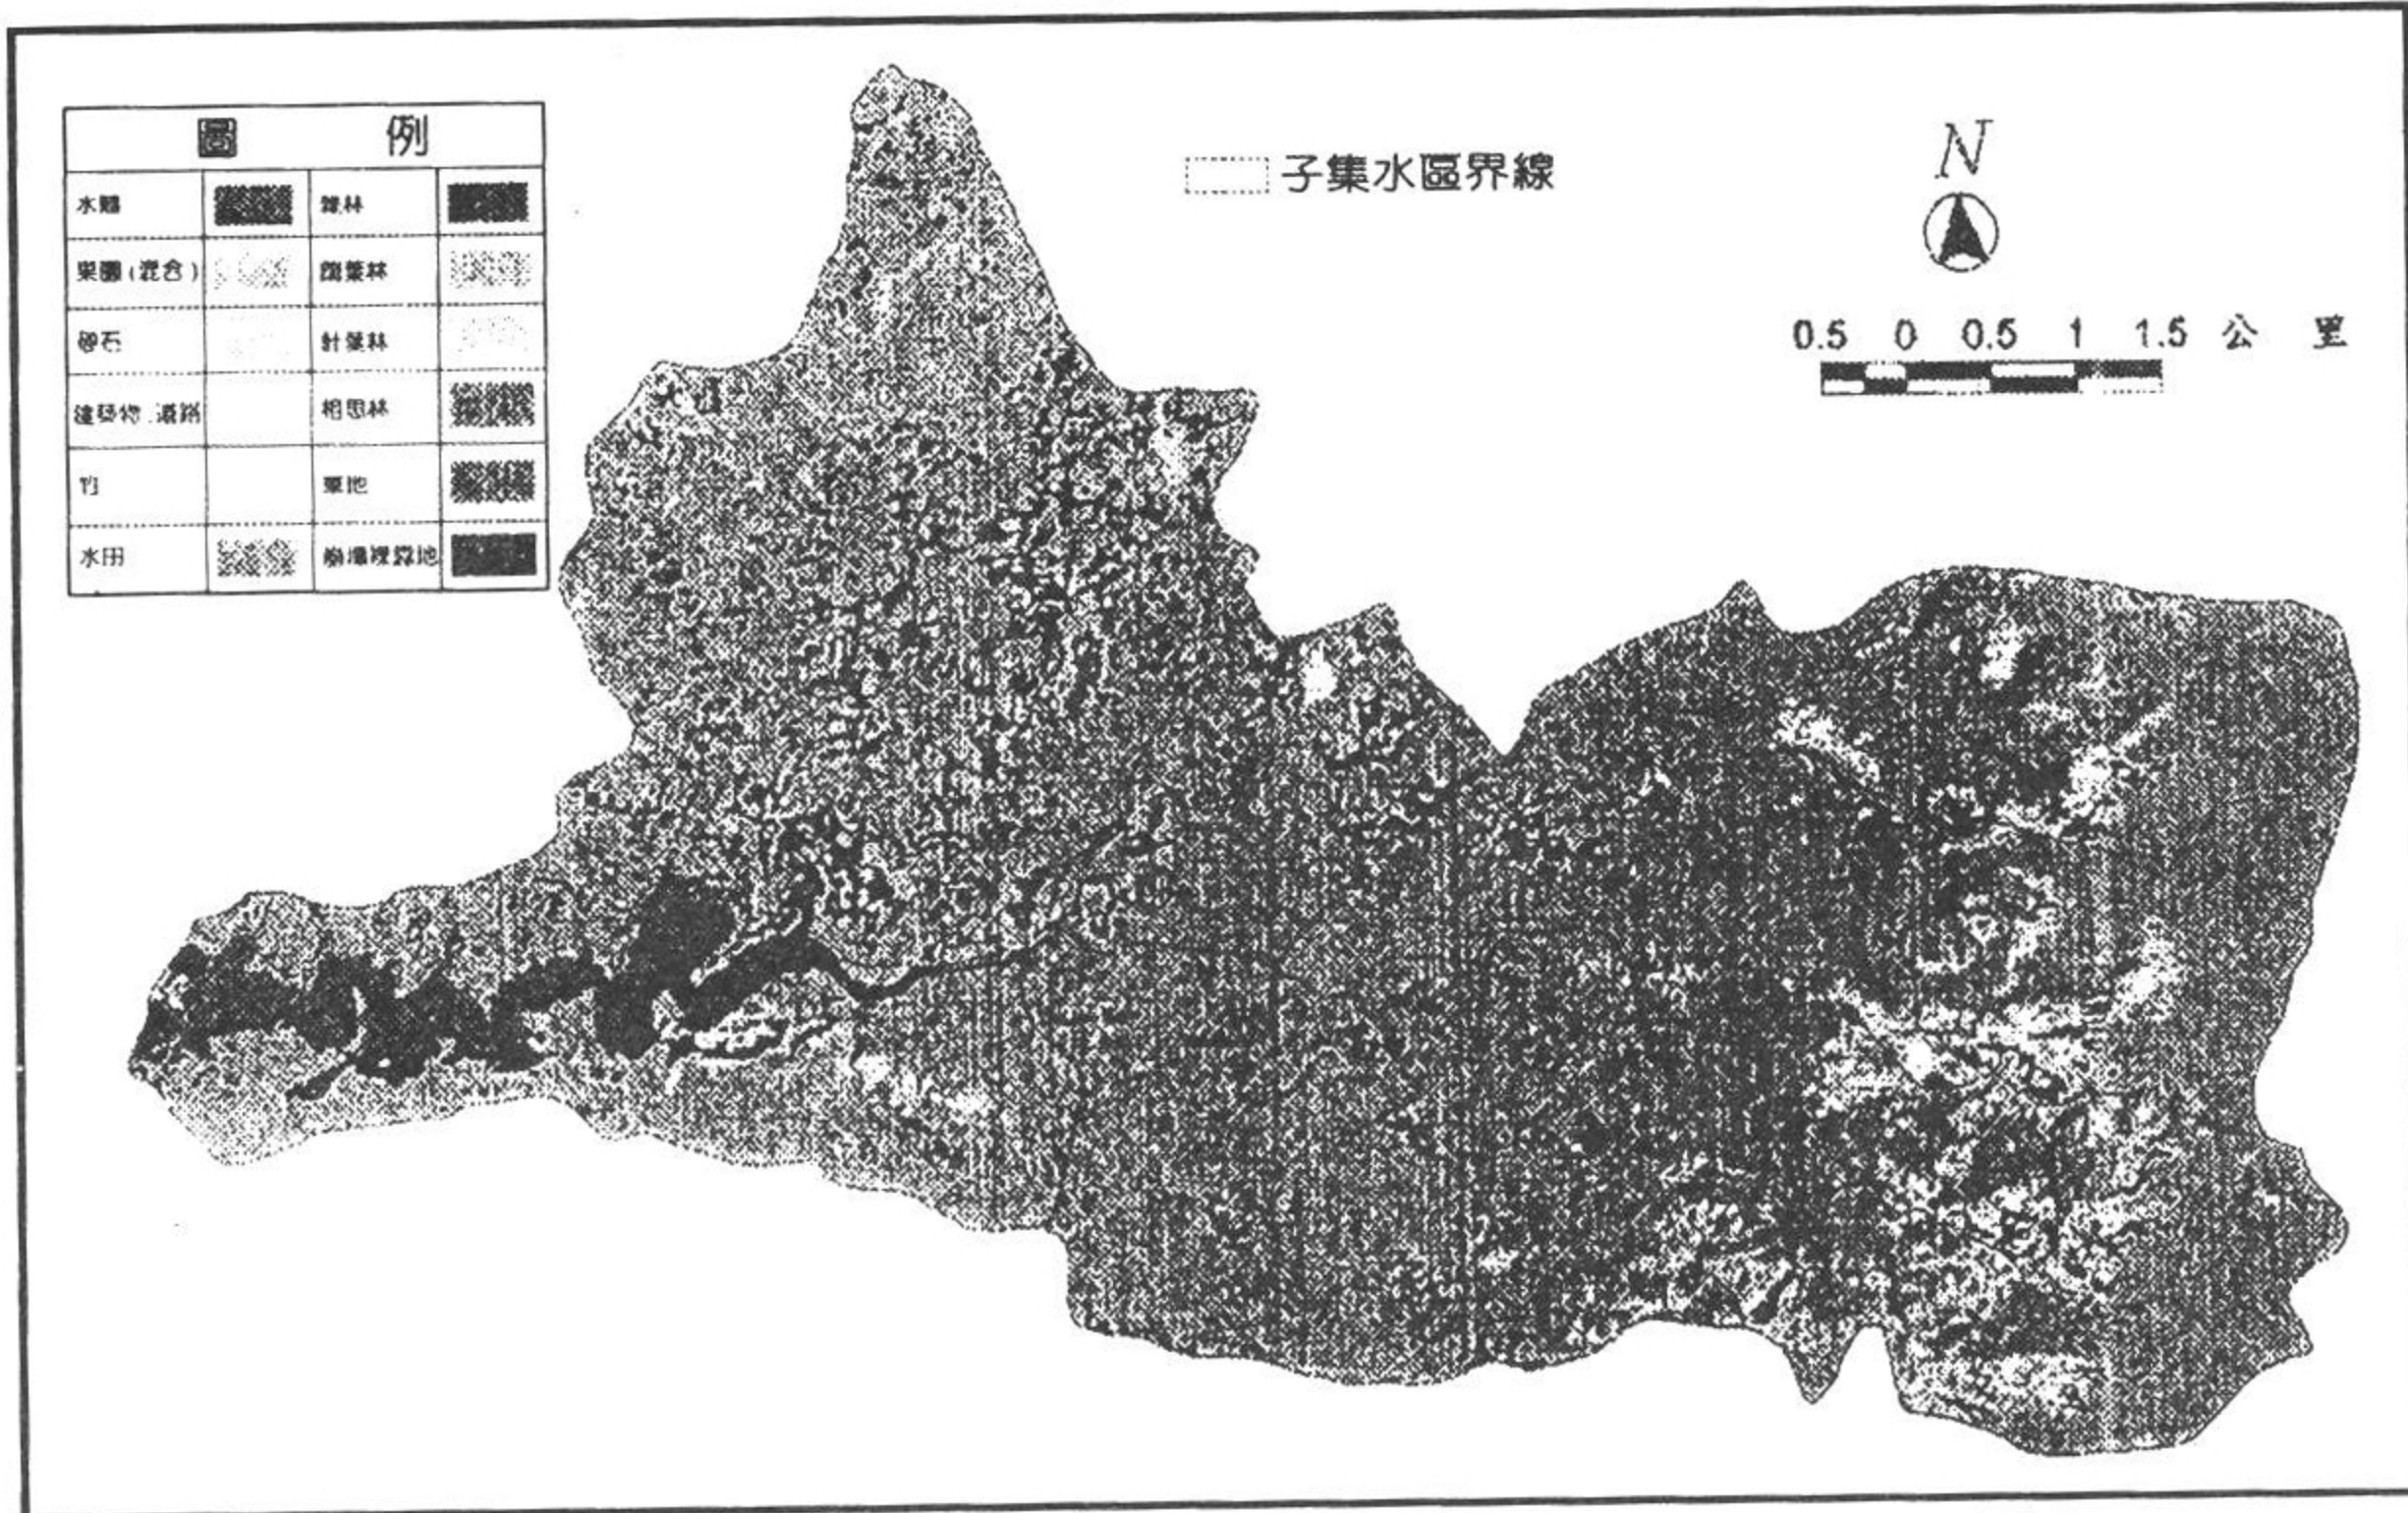 圖 例
水體 雜林
果園(混合) 闊葉林
砂石 針葉林
建築物.道路 相思林
竹 草地
水田 崩塌裸露地
子集水區界線
N
0.5 0 0.5 1 1.5 公 里